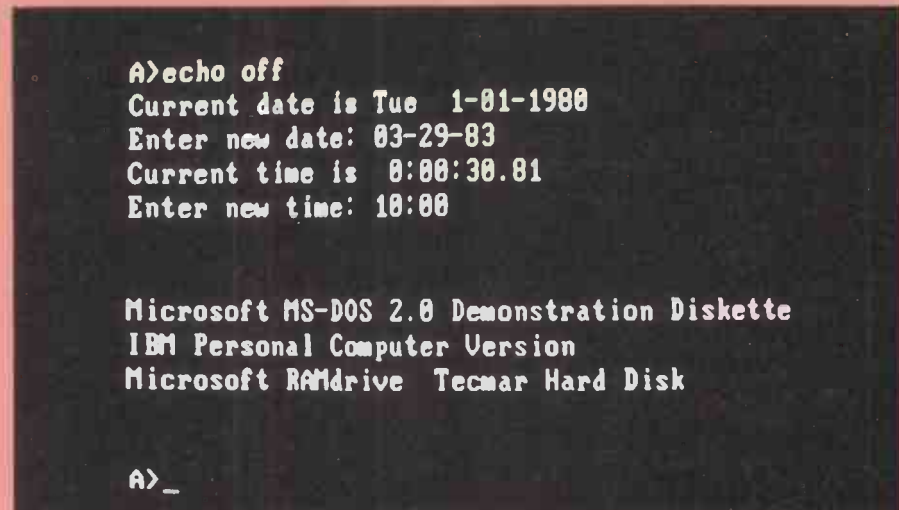 A>echo off
Current date is Tue  1-01-1980
Enter new date: 03-29-83
Current time is  0:00:30.81
Enter new time: 10:00
Microsoft MS-DOS 2.0 Demonstration Diskette
IBM Personal Computer Version
Microsoft RAMdrive  Tecmar Hard Disk
A>_